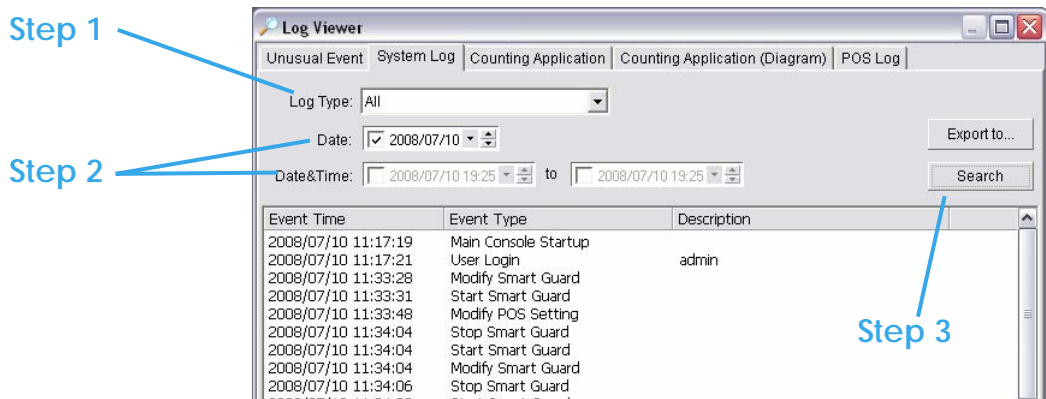 Step 1
Log Viewer
Unusual Event System Log Counting Application Counting Application (Diagram) POS Log
Log Type: All
Date: 2008/07/10
Export to...
Step 2
Date&Time: 2008/07/10 19:25 to 2008/07/10 19:25
Search
Event Time Event Type Description
2008/07/10 11:17:19 Main Console Startup
2008/07/10 11:17:21 User Login admin
2008/07/10 11:33:28 Modify Smart Guard
2008/07/10 11:33:31 Start Smart Guard
2008/07/10 11:33:48 Modify POS Setting
2008/07/10 11:34:04 Stop Smart Guard
2008/07/10 11:34:04 Start Smart Guard
2008/07/10 11:34:04 Modify Smart Guard
2008/07/10 11:34:06 Stop Smart Guard
Step 3